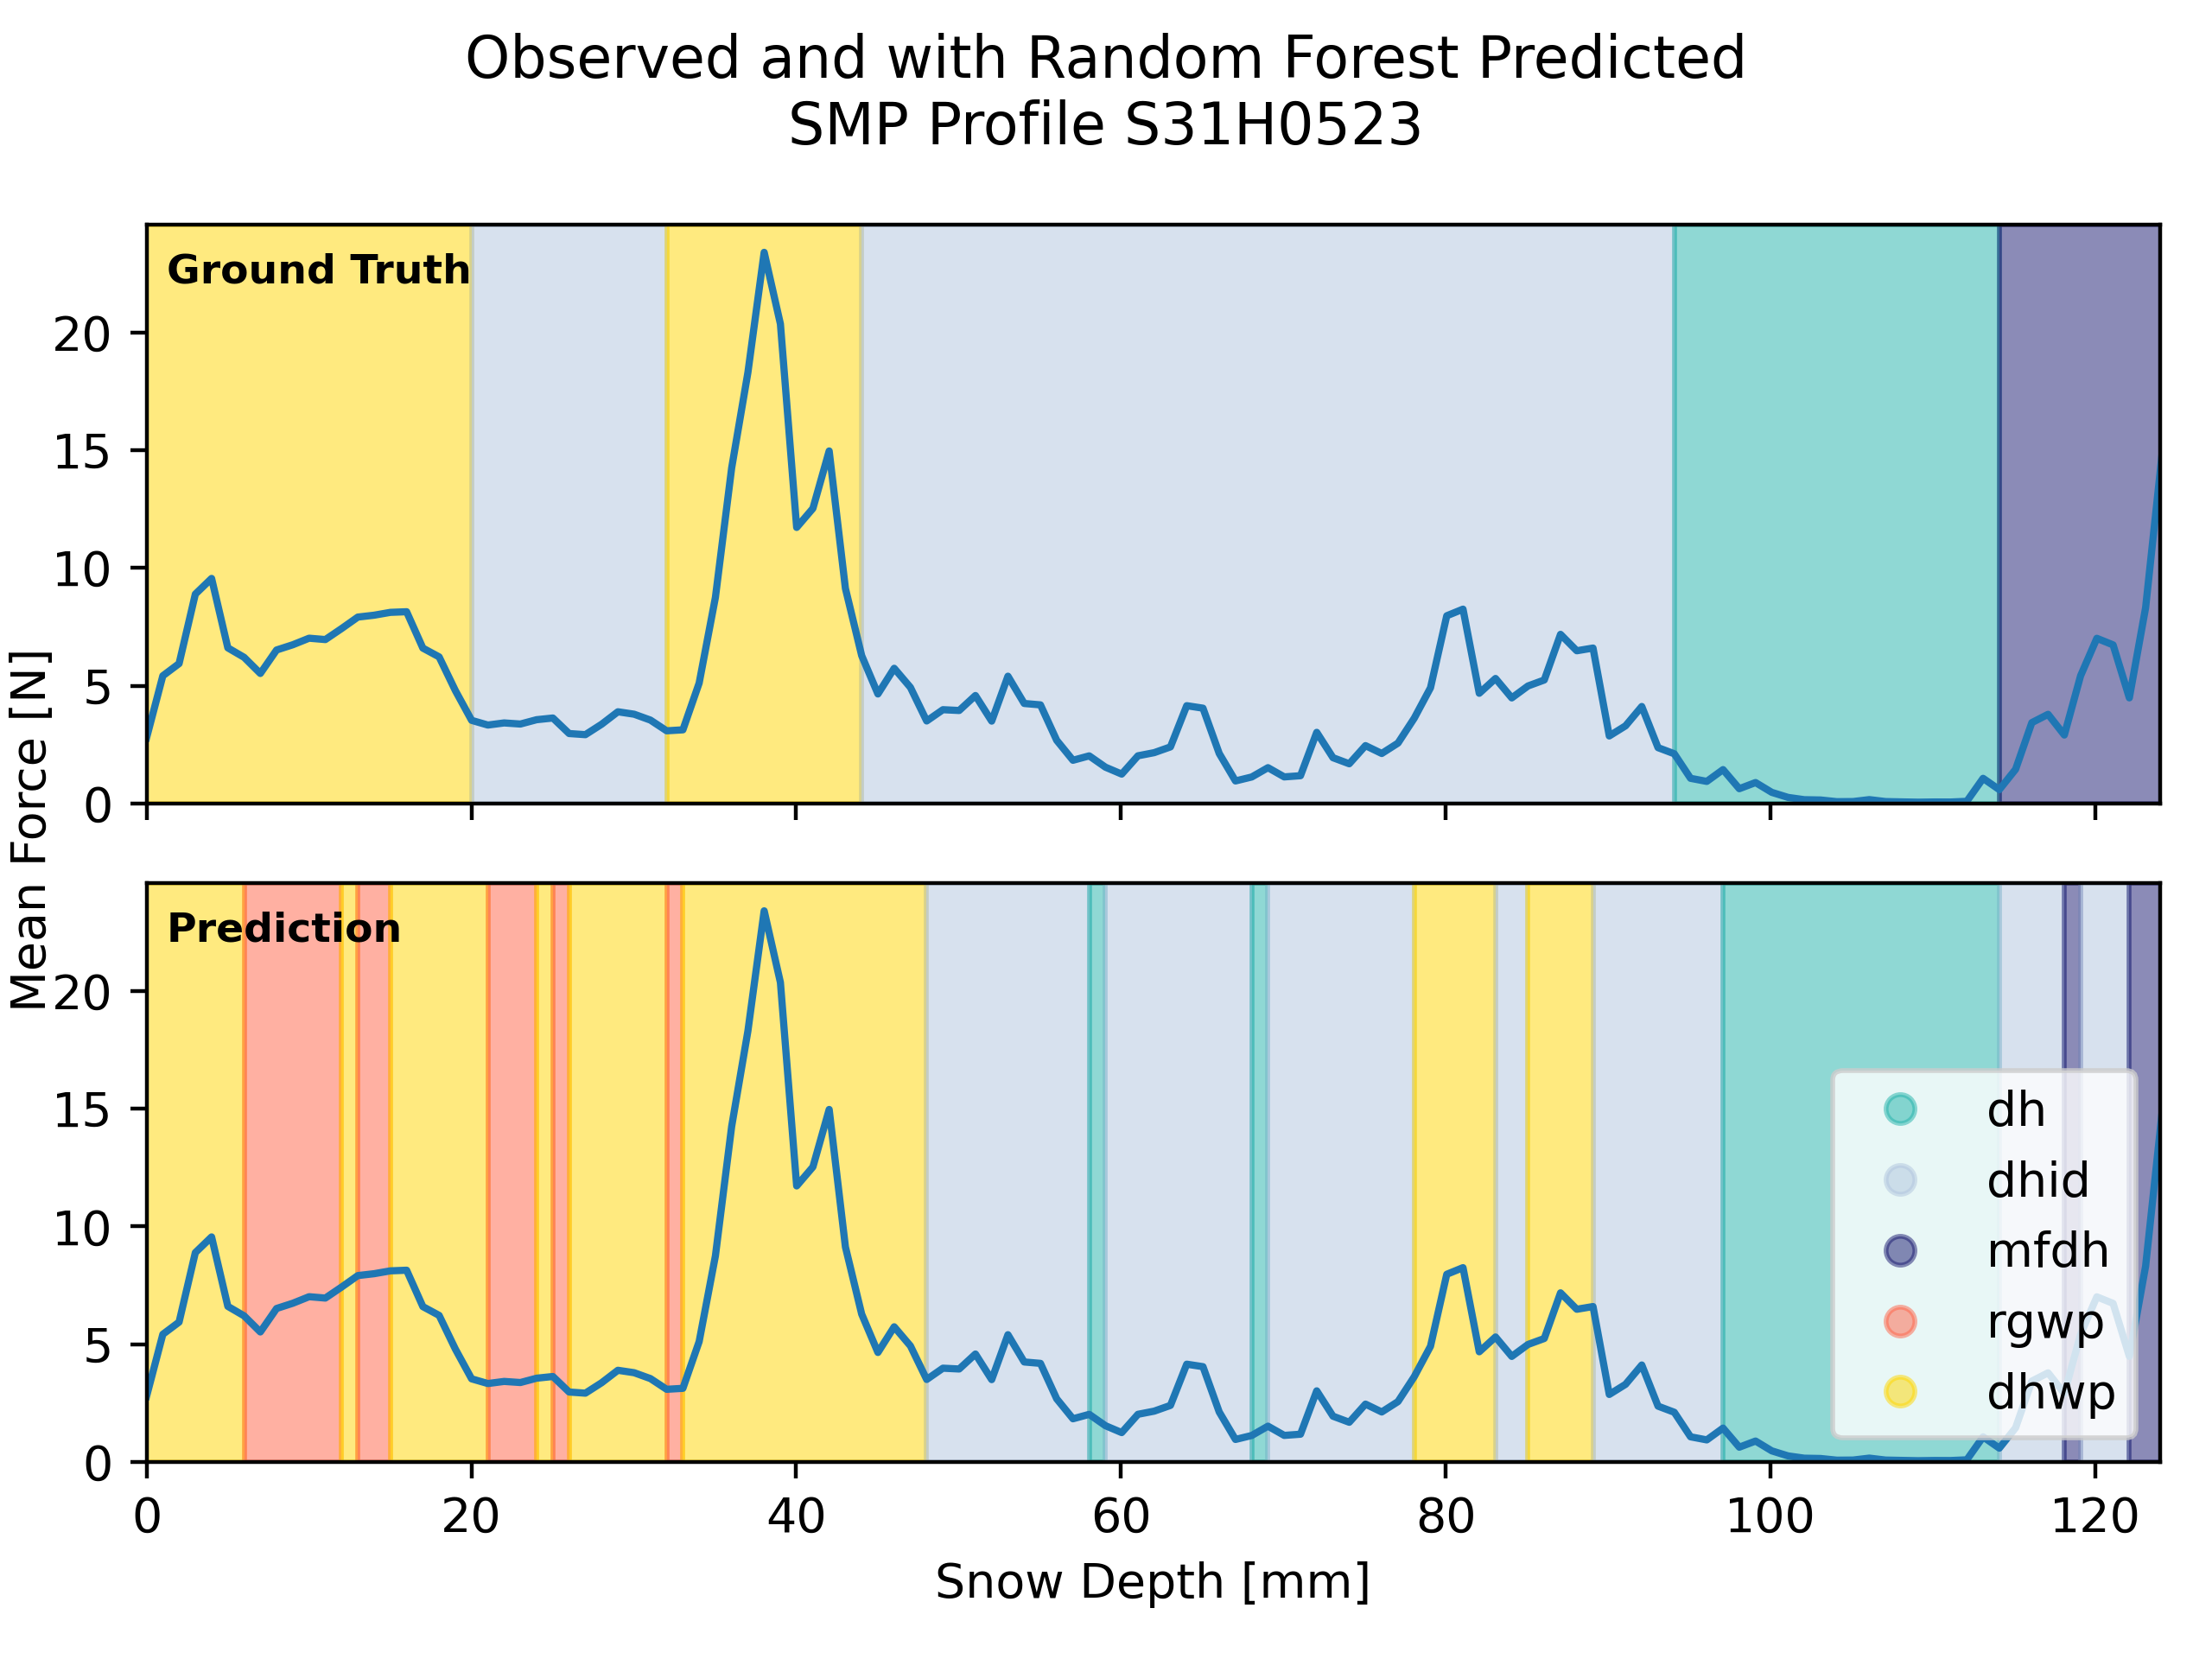 Observed and with Random Forest Predicted
SMP Profile S31H0523
Ground Truth
20
15
10
5
0
Mean Force [N]
Prediction
20
15
10
5
0
dh
dhid
mfdh
rgwp
dhwp
0 20 40 60 80 100 120
Snow Depth [mm]